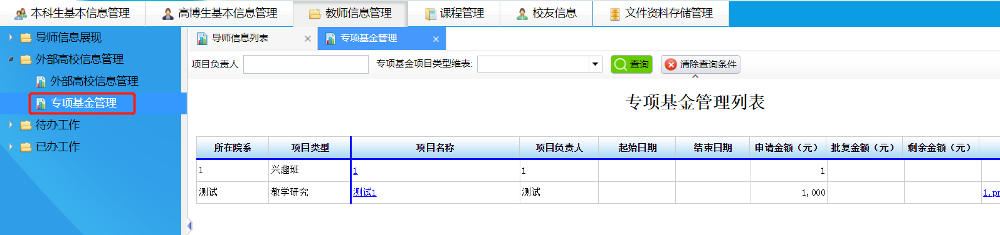 本科生基本信息管理 高博生基本信息管理 教师信息管理 课程管理 校友信息 文件资料存储管理
导师信息展现
外部高校信息管理
外部高校信息管理
专项基金管理
待办工作
已办工作
导师信息列表 专项基金管理
项目负责人 专项基金项目类型维表: 查询 清除查询条件
专项基金管理列表
所在院系 项目类型 项目名称 项目负责人 起始日期 结束日期 申请金额（元） 批复金额（元） 剩余金额（元）
1 兴趣班 1 1 1
测试 教学研究 测试1 测试 1,000